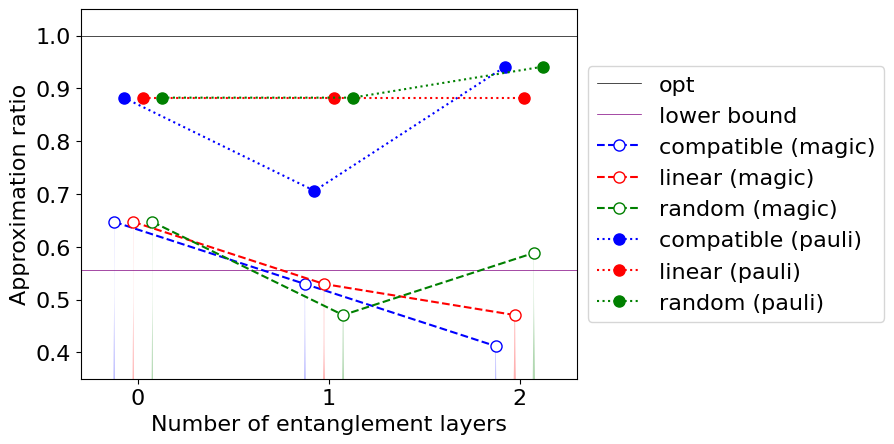 Approximation ratio
1.0
0.9
0.8
0.7
0.6
0.5
0.4
0
1
2
Number of entanglement layers
opt
lower bound
compatible (magic)
linear (magic)
random (magic)
compatible (pauli)
linear (pauli)
random (pauli)